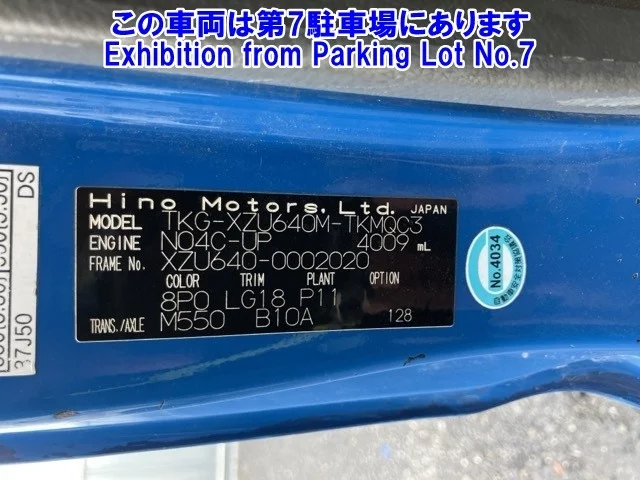 この車両は第7駐車場にあります
Exhibition from Parking Lot No.7
Hino Motors, Ltd. JAPAN
MODEL TKG-XZU640M-TKMQC3
ENGINE N04C-UP 4009 mL
FRAME No. XZU640-0002020
COLOR TRIM PLANT OPTION
8P0 LG18 P11
TRANS./AXLE M550 B10A 128
No.4034
DS
37J50